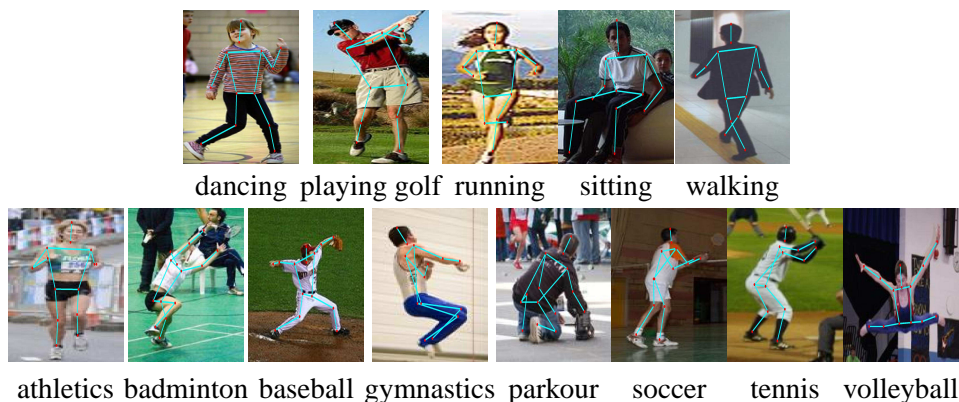 dancing playing golf running sitting walking
athletics badminton baseball gymnastics parkour soccer tennis volleyball